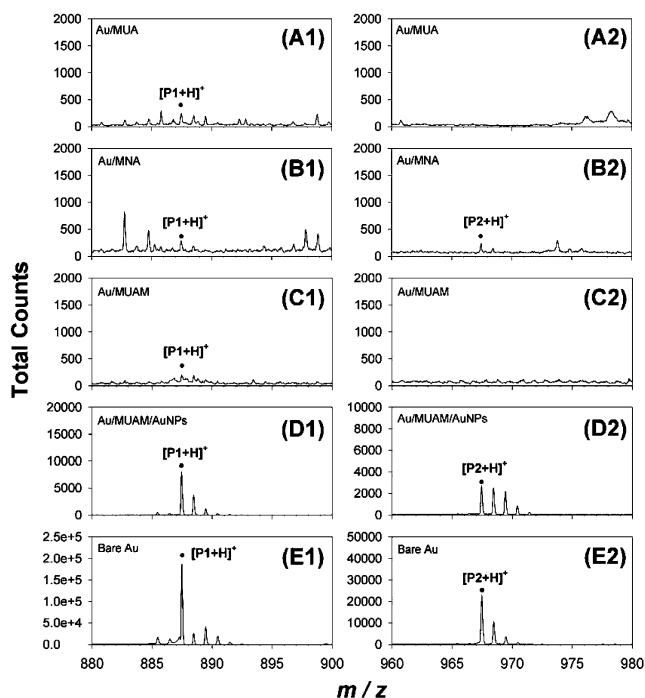 Total Counts
2000
1500
1000
500
0
Au/MUA
(A1)
[P1+H]+
2000
1500
1000
500
0
Au/MUA
(A2)
2000
1500
1000
500
0
Au/MNA
(B1)
[P1+H]+
2000
1500
1000
500
0
Au/MNA
(B2)
[P2+H]+
2000
1500
1000
500
0
Au/MUAM
(C1)
[P1+H]+
2000
1500
1000
500
0
Au/MUAM
(C2)
20000
15000
10000
5000
0
Au/MUAM/AuNPs
(D1)
[P1+H]+
10000
8000
6000
4000
2000
0
Au/MUAM/AuNPs
(D2)
[P2+H]+
2.5e+5
2.0e+5
1.5e+5
1.0e+5
5.0e+4
0.0
Bare Au
(E1)
[P1+H]+
880 885 890 895 900
50000
40000
30000
20000
10000
0
Bare Au
(E2)
[P2+H]+
960 965 970 975 980
m / z